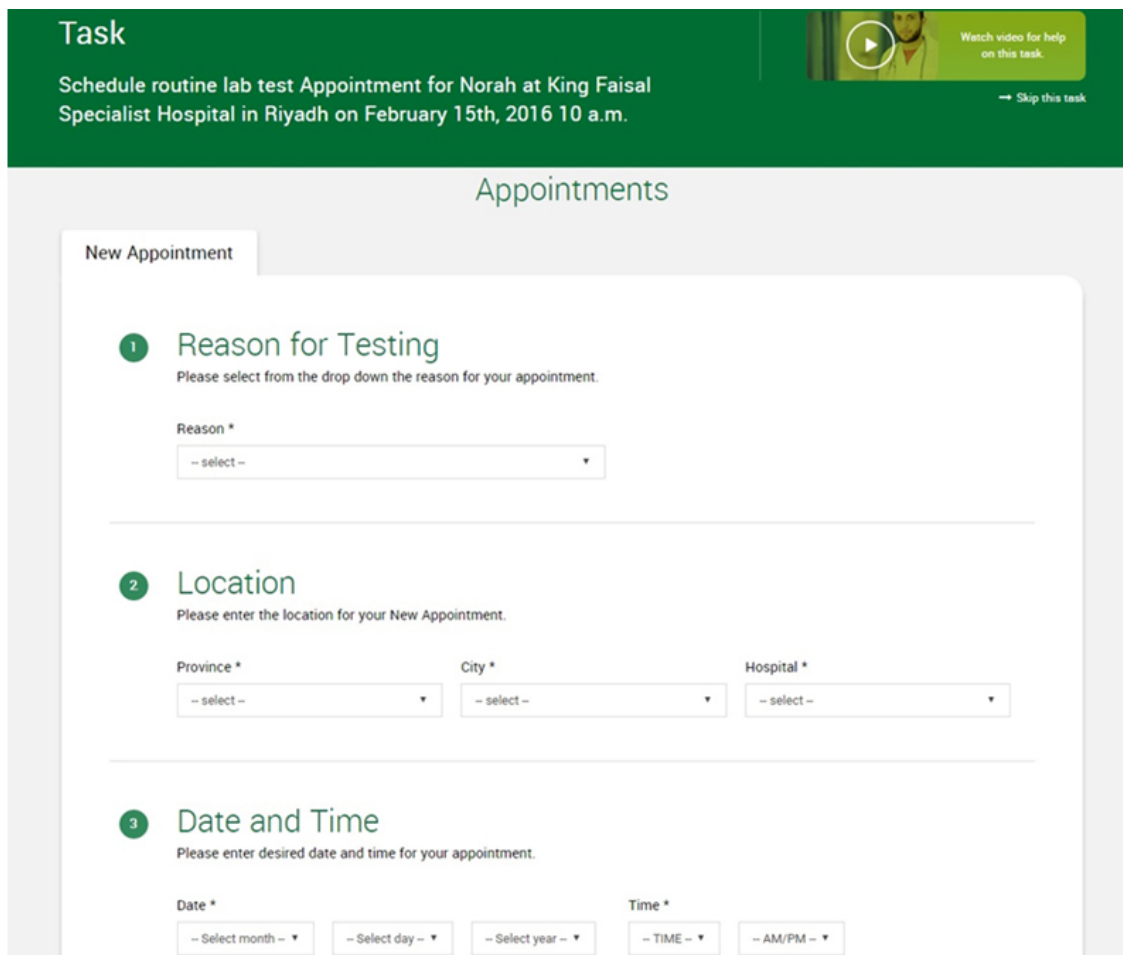 Task
Schedule routine lab test Appointment for Norah at King Faisal
Specialist Hospital in Riyadh on February 15th, 2016 10 a.m.
Watch video for help
on this task.
→ Skip this task
Appointments
New Appointment
1 Reason for Testing
Please select from the drop down the reason for your appointment.
Reason *
-- select --
2 Location
Please enter the location for your New Appointment.
Province * City * Hospital *
-- select -- -- select -- -- select --
3 Date and Time
Please enter desired date and time for your appointment.
Date * Time *
-- Select month -- -- Select day -- -- Select year -- -- TIME -- -- AM/PM --